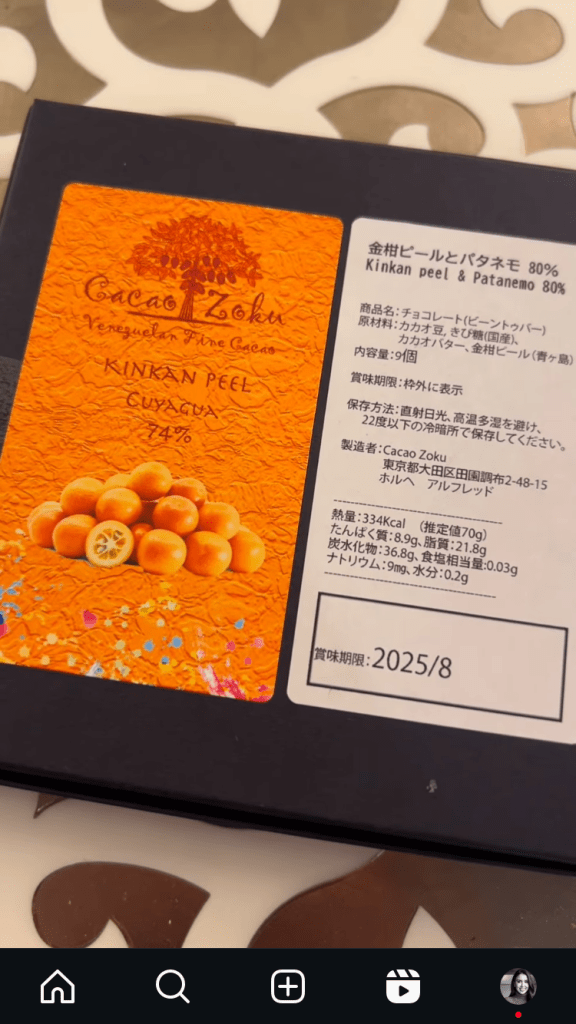 Cacao Zoku
Venezuelan Fine Cacao
KINKAN PEEL
CUYAGUA
74%
金柑ピールとパタネモ 80%
Kinkan peel & Patanemo 80%
商品名：チョコレート(ビーントゥバー)
原材料：カカオ豆, きび糖(国産)、
カカオバター、金柑ピール（青ヶ島）
内容量：9個
賞味期限：枠外に表示
保存方法：直射日光、高温多湿を避け、
22度以下の冷暗所で保存してください。
製造者：Cacao Zoku
東京都大田区田園調布2-48-15
ホルヘ　アルフレッド
熱量：334Kcal （推定値70g）
たんぱく質：8.9g、脂質：21.8g
炭水化物：36.8g、食塩相当量:0.03g
ナトリウム：9mg、水分：0.2g
賞味期限：2025/8